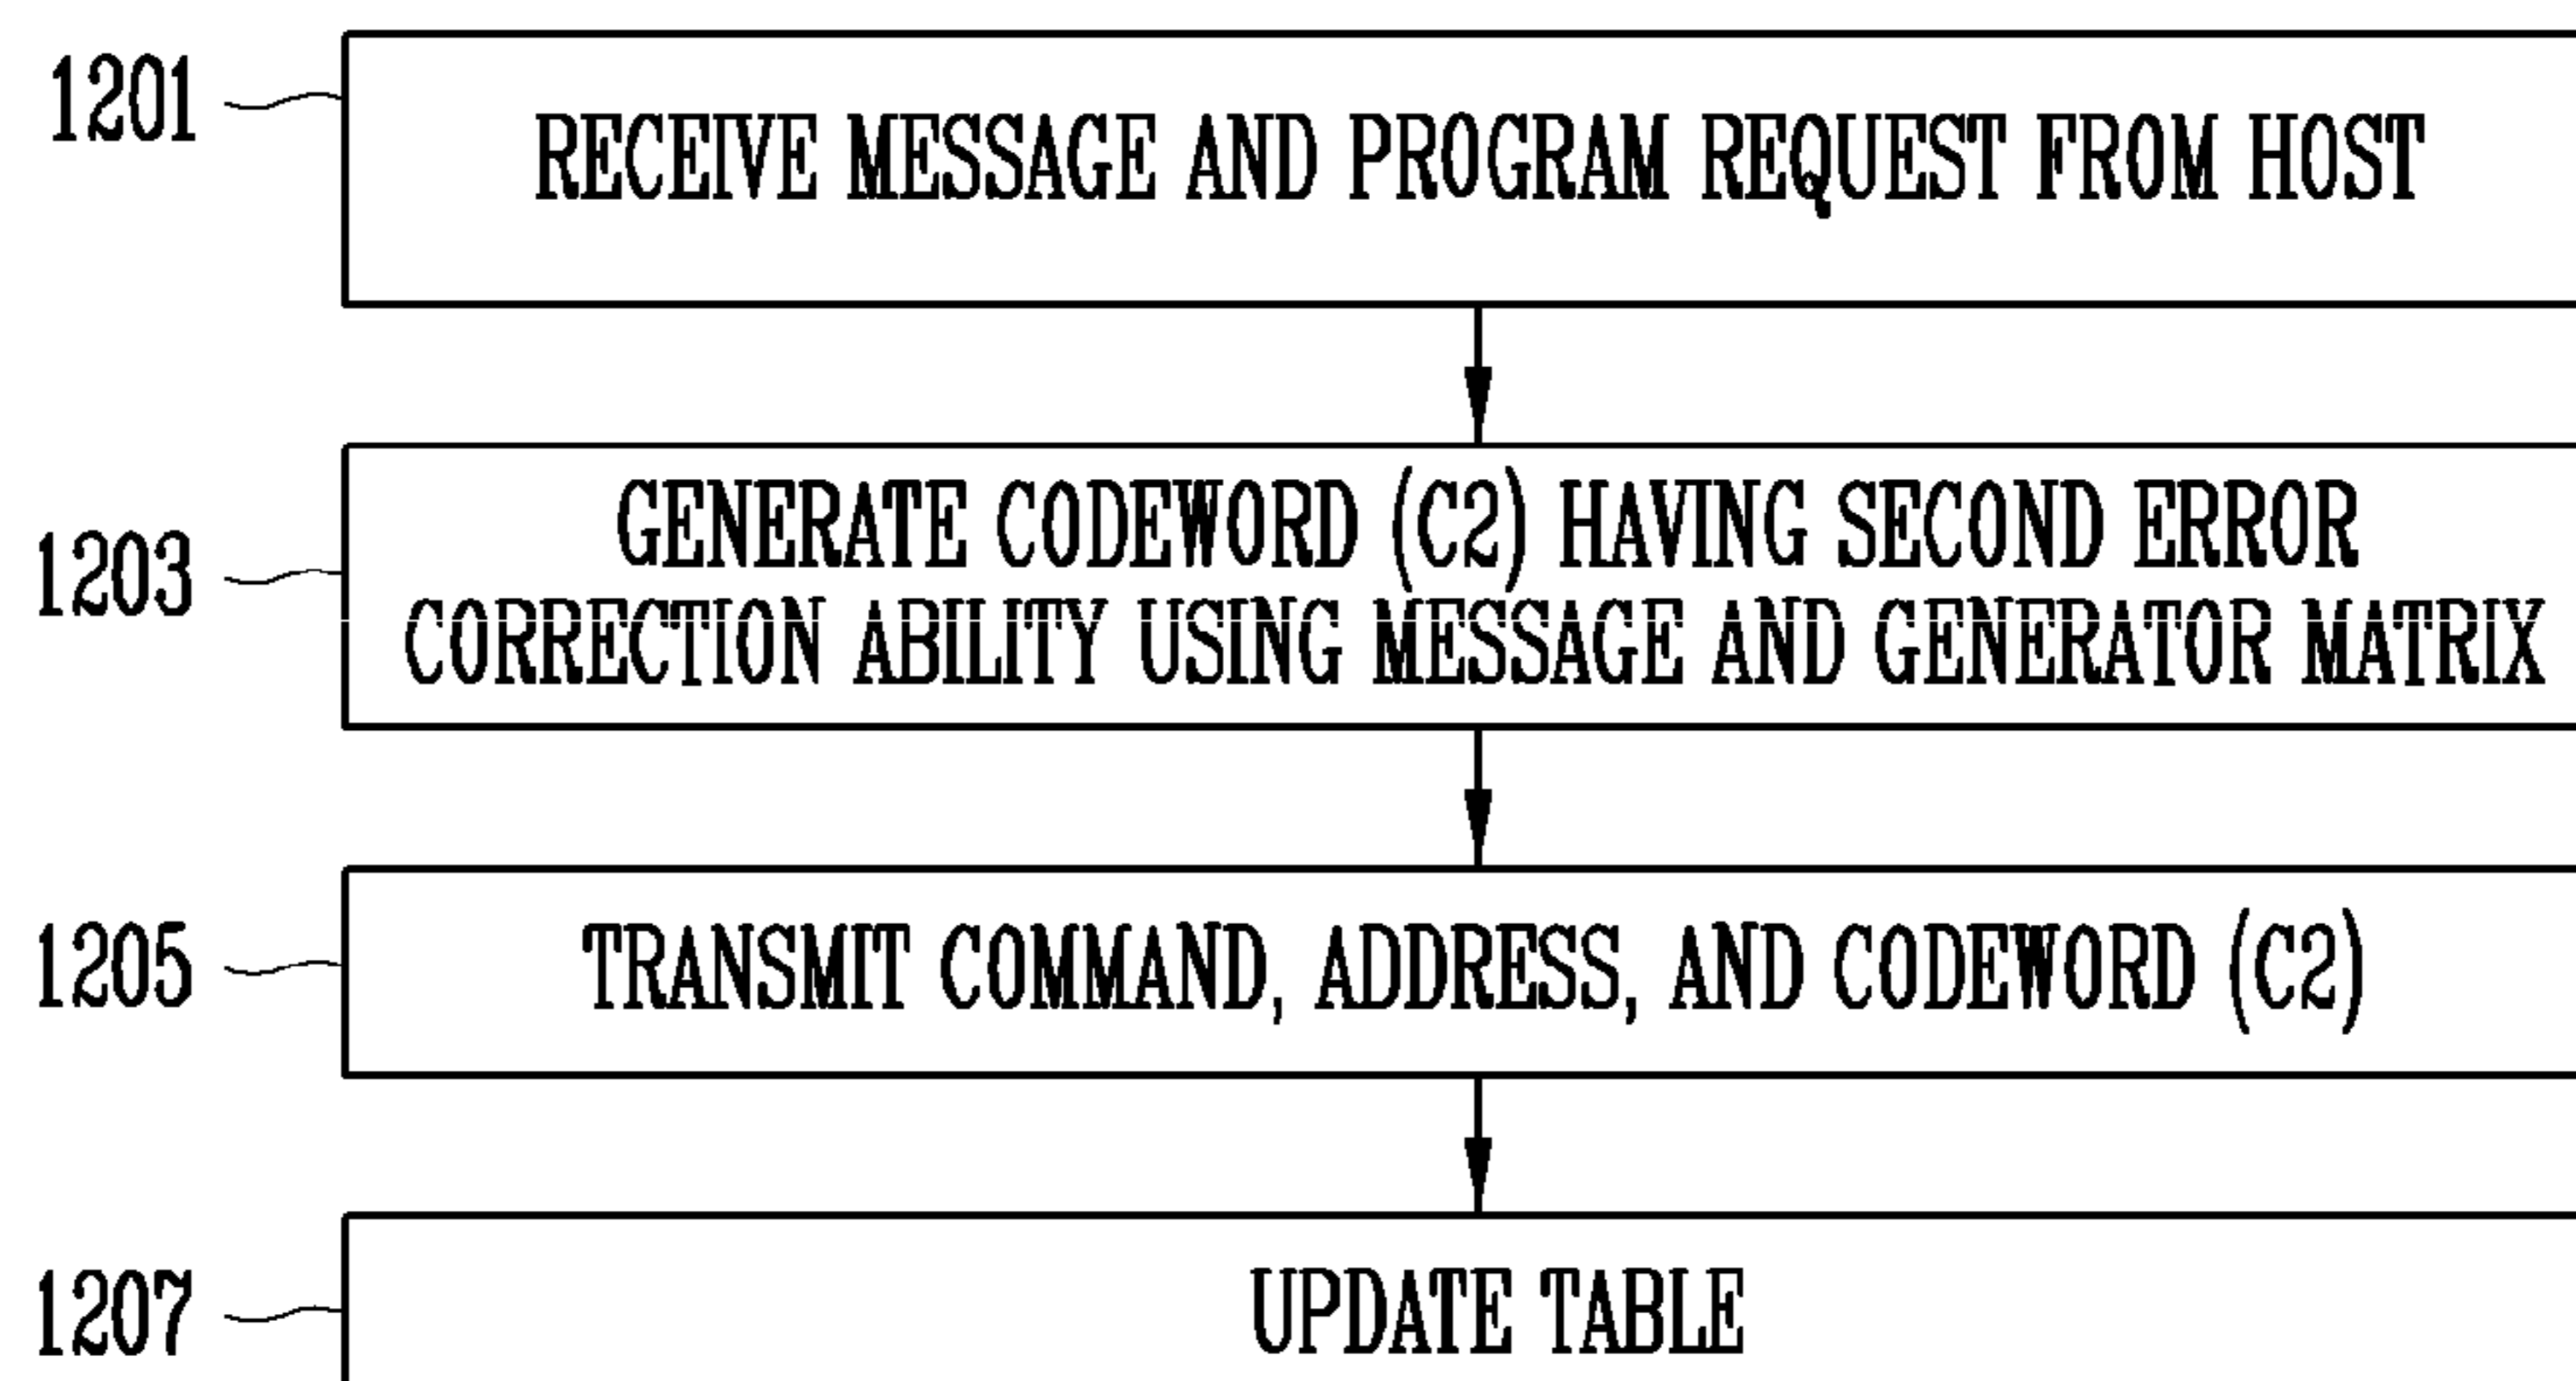 1201
RECEIVE MESSAGE AND PROGRAM REQUEST FROM HOST
1203
GENERATE CODEWORD (C2) HAVING SECOND ERROR
CORRECTION ABILITY USING MESSAGE AND GENERATOR MATRIX
1205
TRANSMIT COMMAND, ADDRESS, AND CODEWORD (C2)
1207
UPDATE TABLE